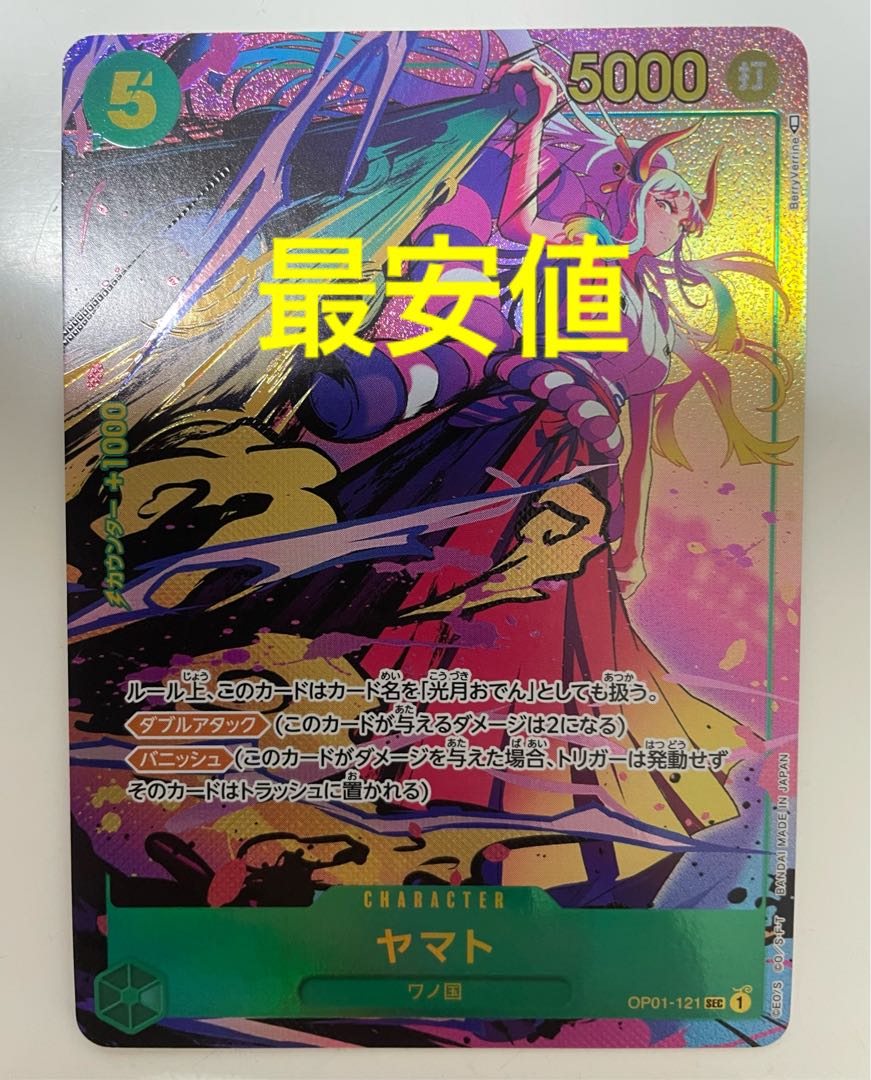 5
5000
打
BerryVerrine
最安値
カウンター +1000
ルール上、このカードはカード名を「光月おでん」としても扱う。
ダブルアタック (このカードが与えるダメージは2になる)
バニッシュ (このカードがダメージを与えた場合、トリガーは発動せず
そのカードはトラッシュに置かれる)
CHARACTER
ヤマト
ワノ国
OP01-121 SEC 1
©EO/S ©O/S・F・T BANDAI MADE IN JAPAN